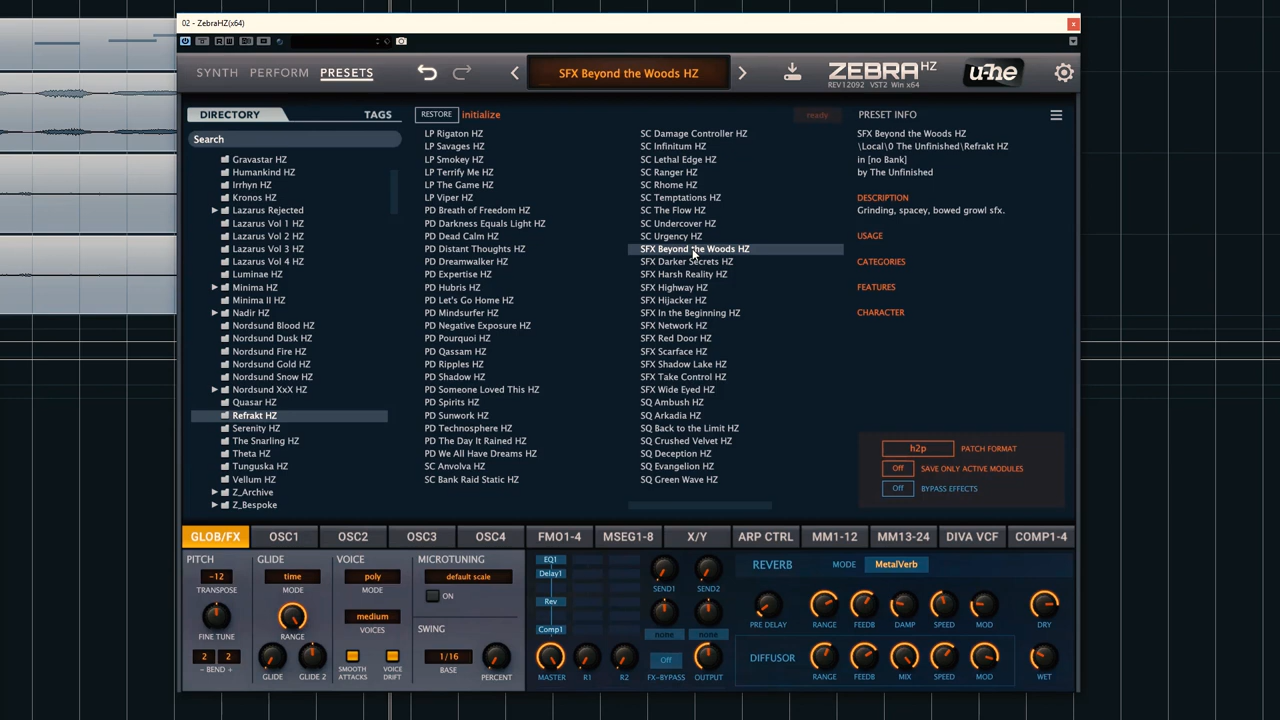 02 - ZebraHZ(x64)
x
SYNTH PERFORM PRESETS
SFX Beyond the Woods HZ
ZEBRA HZ
REV12092 VST2 Win x64
u-he
DIRECTORY TAGS
RESTORE initialize
ready
Search
Gravastar HZ
Humankind HZ
Irrhyn HZ
Kronos HZ
Lazarus Rejected
Lazarus Vol 1 HZ
Lazarus Vol 2 HZ
Lazarus Vol 3 HZ
Lazarus Vol 4 HZ
Luminae HZ
Minima HZ
Minima II HZ
Nadir HZ
Nordsund Blood HZ
Nordsund Dusk HZ
Nordsund Fire HZ
Nordsund Gold HZ
Nordsund Snow HZ
Nordsund XxX HZ
Quasar HZ
Refrakt HZ
Serenity HZ
The Snarling HZ
Theta HZ
Tunguska HZ
Vellum HZ
Z_Archive
Z_Bespoke
LP Rigaton HZ
LP Savages HZ
LP Smokey HZ
LP Terrify Me HZ
LP The Game HZ
LP Viper HZ
PD Breath of Freedom HZ
PD Darkness Equals Light HZ
PD Dead Calm HZ
PD Distant Thoughts HZ
PD Dreamwalker HZ
PD Expertise HZ
PD Hubris HZ
PD Let's Go Home HZ
PD Mindsurfer HZ
PD Negative Exposure HZ
PD Pourquoi HZ
PD Qassam HZ
PD Ripples HZ
PD Shadow HZ
PD Someone Loved This HZ
PD Spirits HZ
PD Sunwork HZ
PD Technosphere HZ
PD The Day It Rained HZ
PD We All Have Dreams HZ
SC Anvolva HZ
SC Bank Raid Static HZ
SC Damage Controller HZ
SC Infinitum HZ
SC Lethal Edge HZ
SC Ranger HZ
SC Rhome HZ
SC Temptations HZ
SC The Flow HZ
SC Undercover HZ
SC Urgency HZ
SFX Beyond the Woods HZ
SFX Darker Secrets HZ
SFX Harsh Reality HZ
SFX Highway HZ
SFX Hijacker HZ
SFX In the Beginning HZ
SFX Network HZ
SFX Red Door HZ
SFX Scarface HZ
SFX Shadow Lake HZ
SFX Take Control HZ
SFX Wide Eyed HZ
SQ Ambush HZ
SQ Arkadia HZ
SQ Back to the Limit HZ
SQ Crushed Velvet HZ
SQ Deception HZ
SQ Evangelion HZ
SQ Green Wave HZ
PRESET INFO
SFX Beyond the Woods HZ
\Local\0 The Unfinished\Refrakt HZ
in [no Bank]
by The Unfinished
DESCRIPTION
Grinding, spacey, bowed growl sfx.
USAGE
CATEGORIES
FEATURES
CHARACTER
h2p PATCH FORMAT
Off SAVE ONLY ACTIVE MODULES
Off BYPASS EFFECTS
GLOB/FX OSC1 OSC2 OSC3 OSC4 FMO1-4 MSEG1-8 X/Y ARP CTRL MM1-12 MM13-24 DIVA VCF COMP1-4
PITCH
-12
TRANSPOSE
FINE TUNE
2 2
− BEND +
GLIDE
time
MODE
RANGE
GLIDE GLIDE 2
VOICE
poly
MODE
medium
VOICES
SMOOTH ATTACKS
VOICE DRIFT
MICROTUNING
default scale
ON
SWING
1/16
BASE PERCENT
EQ1
Delay1
Rev
Comp1
MASTER R1 R2
SEND1 SEND2
none none
Off
FX-BYPASS OUTPUT
REVERB MODE MetalVerb
PRE DELAY RANGE FEEDB DAMP SPEED MOD DRY
DIFFUSOR
RANGE FEEDB MIX SPEED MOD WET